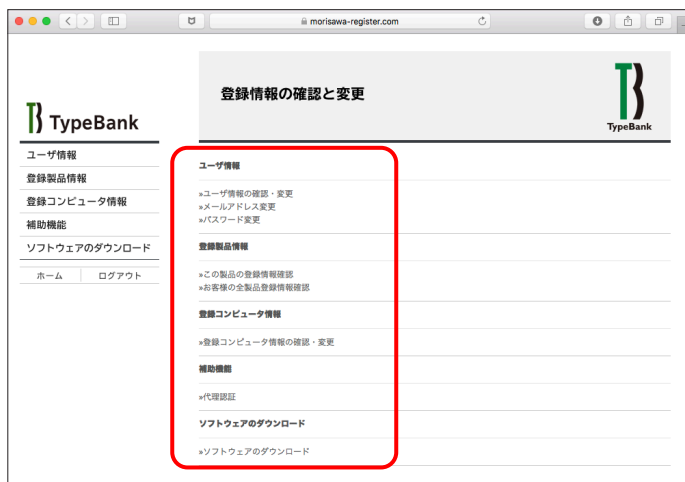 morisawa-register.com
登録情報の確認と変更
TypeBank
TypeBank
ユーザ情報
登録製品情報
登録コンピュータ情報
補助機能
ソフトウェアのダウンロード
ホーム ログアウト
ユーザ情報
»ユーザ情報の確認・変更
»メールアドレス変更
»パスワード変更
登録製品情報
»この製品の登録情報確認
»お客様の全製品登録情報確認
登録コンピュータ情報
»登録コンピュータ情報の確認・変更
補助機能
»代理認証
ソフトウェアのダウンロード
»ソフトウェアのダウンロード